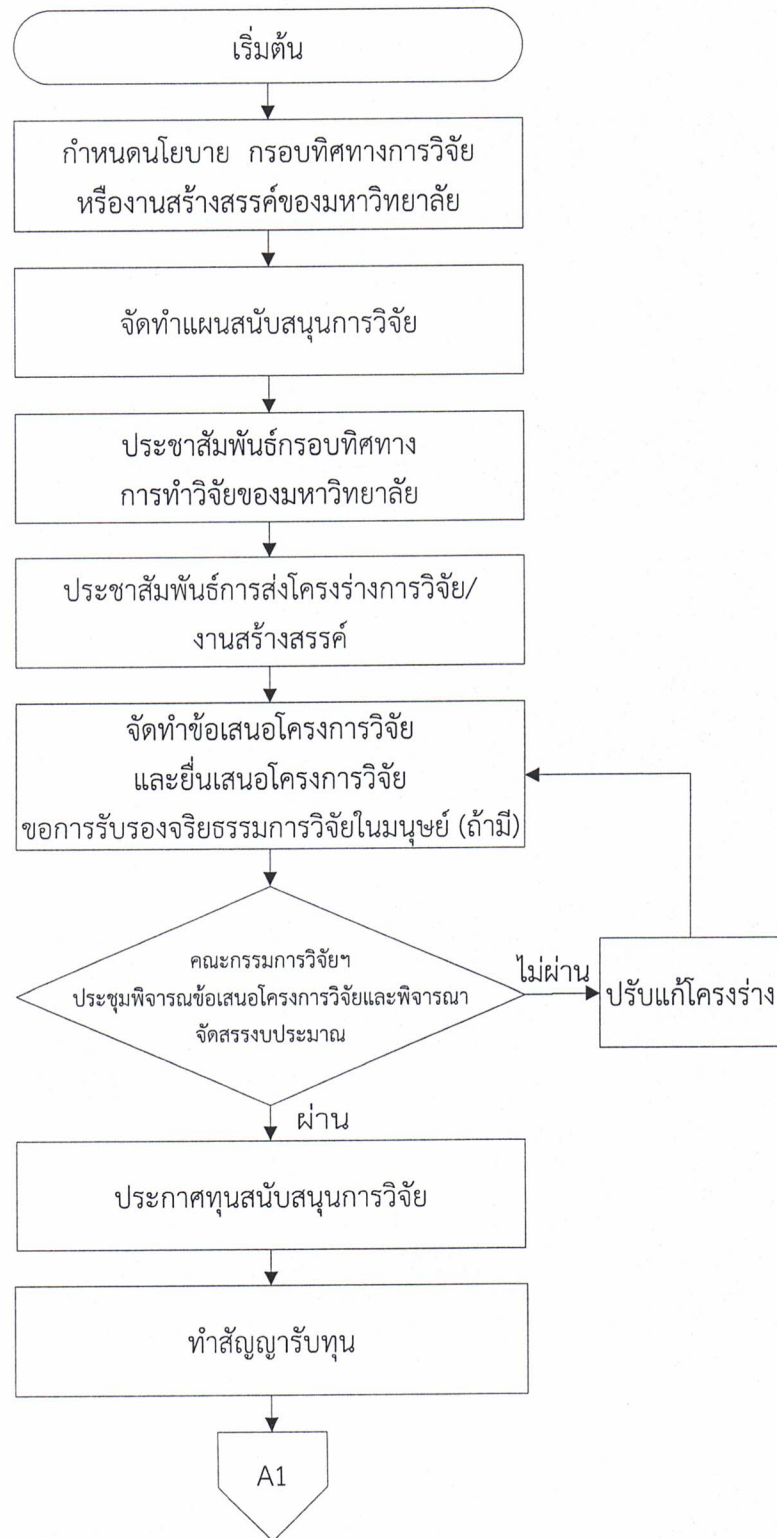 เริ่มต้น
กำหนดนโยบาย กรอบทิศทางการวิจัย
หรืองานสร้างสรรค์ของมหาวิทยาลัย
จัดทำแผนสนับสนุนการวิจัย
ประชาสัมพันธ์กรอบทิศทาง
การทำวิจัยของมหาวิทยาลัย
ประชาสัมพันธ์การส่งโครงร่างการวิจัย/
งานสร้างสรรค์
จัดทำข้อเสนอโครงการวิจัย
และยื่นเสนอโครงการวิจัย
ขอการรับรองจริยธรรมการวิจัยในมนุษย์ (ถ้ามี)
คณะกรรมการวิจัยฯ
ประชุมพิจารณข้อเสนอโครงการวิจัยและพิจารณา
จัดสรรงบประมาณ
ไม่ผ่าน
ปรับแก้โครงร่าง
ผ่าน
ประกาศทุนสนับสนุนการวิจัย
ทำสัญญารับทุน
A1